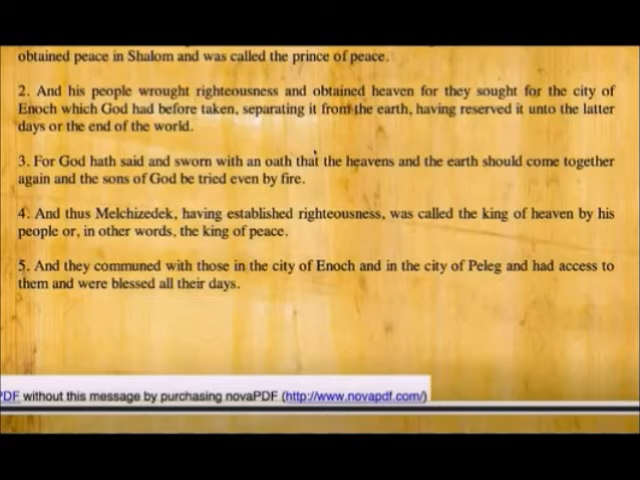 obtained peace in Shalom and was called the prince of peace.
2. And his people wrought righteousness and obtained heaven for they sought for the city of
Enoch which God had before taken, separating it from the earth, having reserved it unto the latter
days or the end of the world.
3. For God hath said and sworn with an oath that the heavens and the earth should come together
again and the sons of God be tried even by fire.
4. And thus Melchizedek, having established righteousness, was called the king of heaven by his
people or, in other words, the king of peace.
5. And they communed with those in the city of Enoch and in the city of Peleg and had access to
them and were blessed all their days.
PDF without this message by purchasing novaPDF (http://www.novapdf.com/)